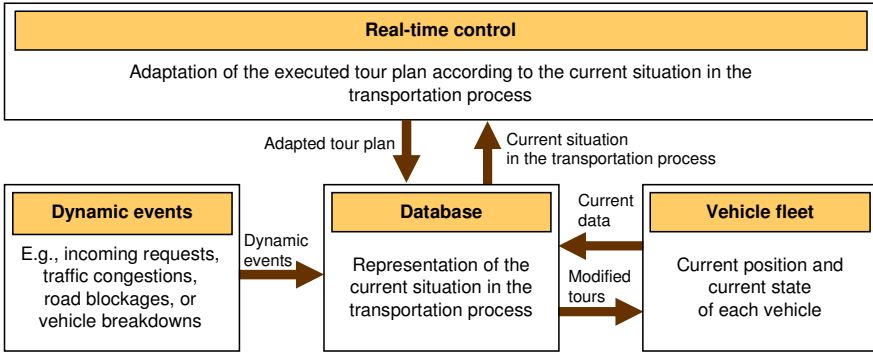 Real-time control
Adaptation of the executed tour plan according to the current situation in the
transportation process
Adapted tour plan
Current situation
in the transportation process
Dynamic events
E.g., incoming requests,
traffic congestions,
road blockages, or
vehicle breakdowns
Dynamic
events
Database
Representation of the
current situation in the
transportation process
Current
data
Modified
tours
Vehicle fleet
Current position and
current state
of each vehicle